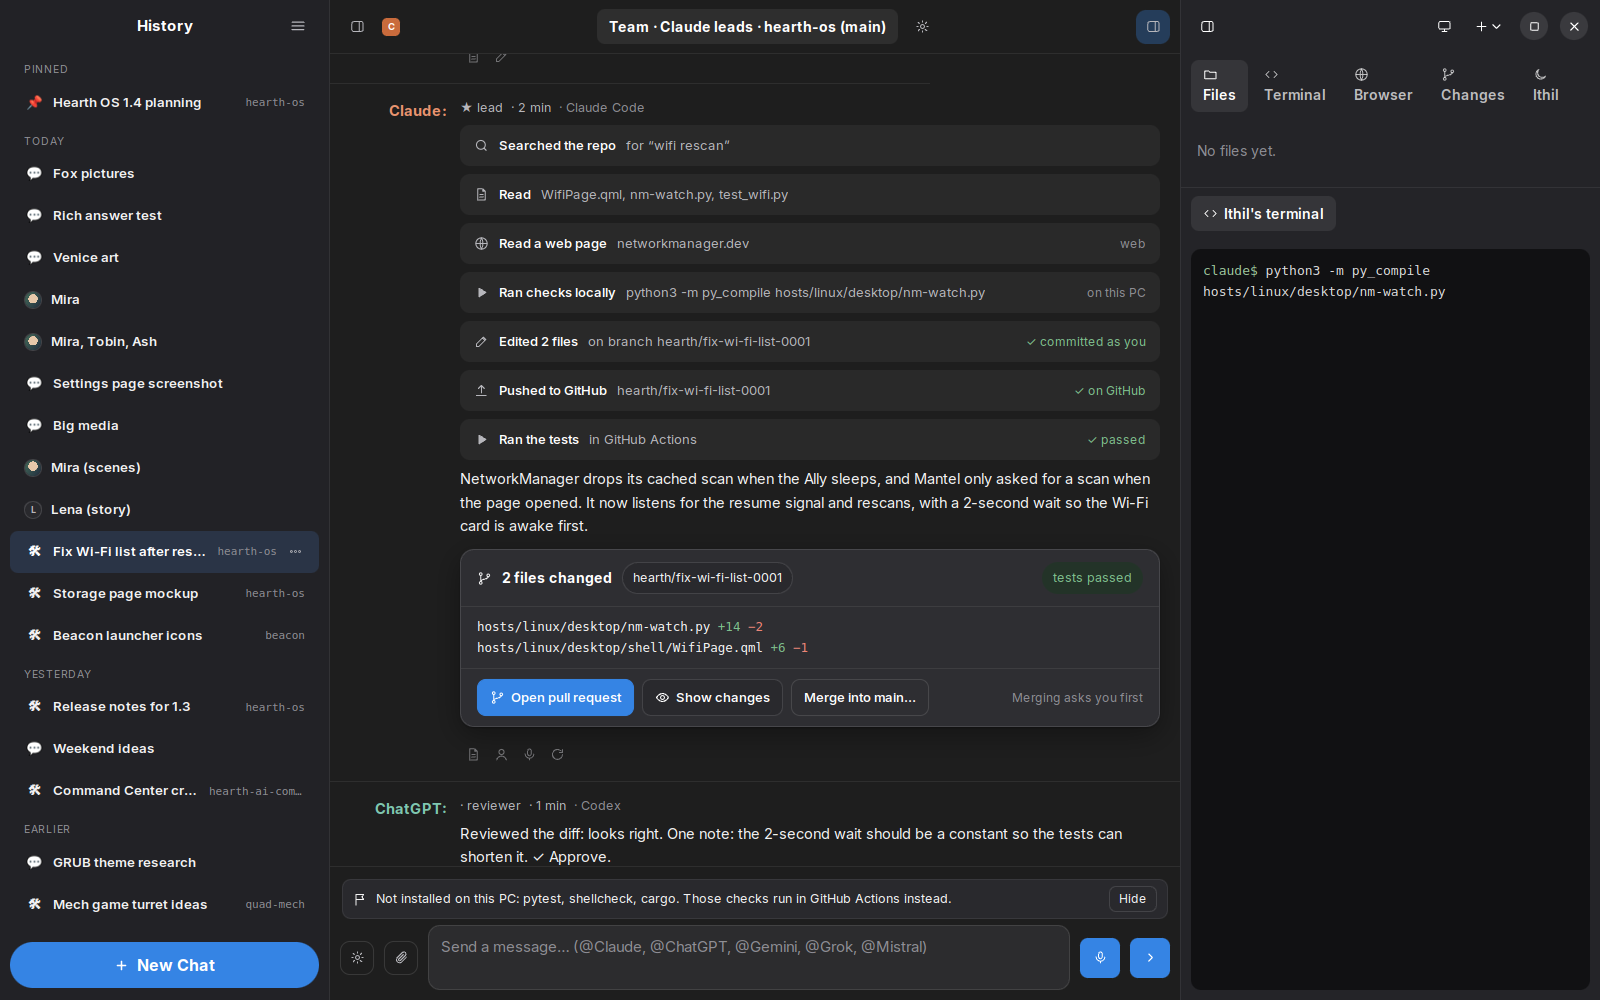 History
PINNED
Hearth OS 1.4 planning hearth-os
TODAY
Fox pictures
Rich answer test
Venice art
Mira
Mira, Tobin, Ash
Settings page screenshot
Big media
Mira (scenes)
L Lena (story)
Fix Wi-Fi list after res... hearth-os
Storage page mockup hearth-os
Beacon launcher icons beacon
YESTERDAY
Release notes for 1.3 hearth-os
Weekend ideas
Command Center cr... hearth-ai-com…
EARLIER
GRUB theme research
Mech game turret ideas quad-mech
+ New Chat
C
Team · Claude leads · hearth-os (main)
Claude: ★ lead · 2 min · Claude Code
Searched the repo for “wifi rescan”
Read WifiPage.qml, nm-watch.py, test_wifi.py
Read a web page networkmanager.dev web
Ran checks locally python3 -m py_compile hosts/linux/desktop/nm-watch.py on this PC
Edited 2 files on branch hearth/fix-wi-fi-list-0001 ✓ committed as you
Pushed to GitHub hearth/fix-wi-fi-list-0001 ✓ on GitHub
Ran the tests in GitHub Actions ✓ passed
NetworkManager drops its cached scan when the Ally sleeps, and Mantel only asked for a scan when
the page opened. It now listens for the resume signal and rescans, with a 2-second wait so the Wi-Fi
card is awake first.
2 files changed hearth/fix-wi-fi-list-0001 tests passed
hosts/linux/desktop/nm-watch.py +14 −2
hosts/linux/desktop/shell/WifiPage.qml +6 −1
Open pull request Show changes Merge into main... Merging asks you first
ChatGPT: · reviewer · 1 min · Codex
Reviewed the diff: looks right. One note: the 2-second wait should be a constant so the tests can
shorten it. ✓ Approve.
Not installed on this PC: pytest, shellcheck, cargo. Those checks run in GitHub Actions instead. Hide
Send a message... (@Claude, @ChatGPT, @Gemini, @Grok, @Mistral)
Files Terminal Browser Changes Ithil
No files yet.
Ithil's terminal
claude$ python3 -m py_compile
hosts/linux/desktop/nm-watch.py